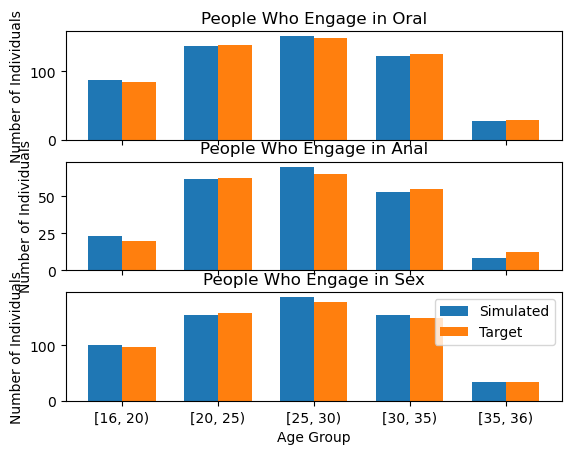 People Who Engage in Oral
Number of Individuals
100
0
People Who Engage in Anal
Number of Individuals
50
25
0
People Who Engage in Sex
Number of Individuals
100
0
Simulated
Target
[16, 20)
[20, 25)
[25, 30)
[30, 35)
[35, 36)
Age Group